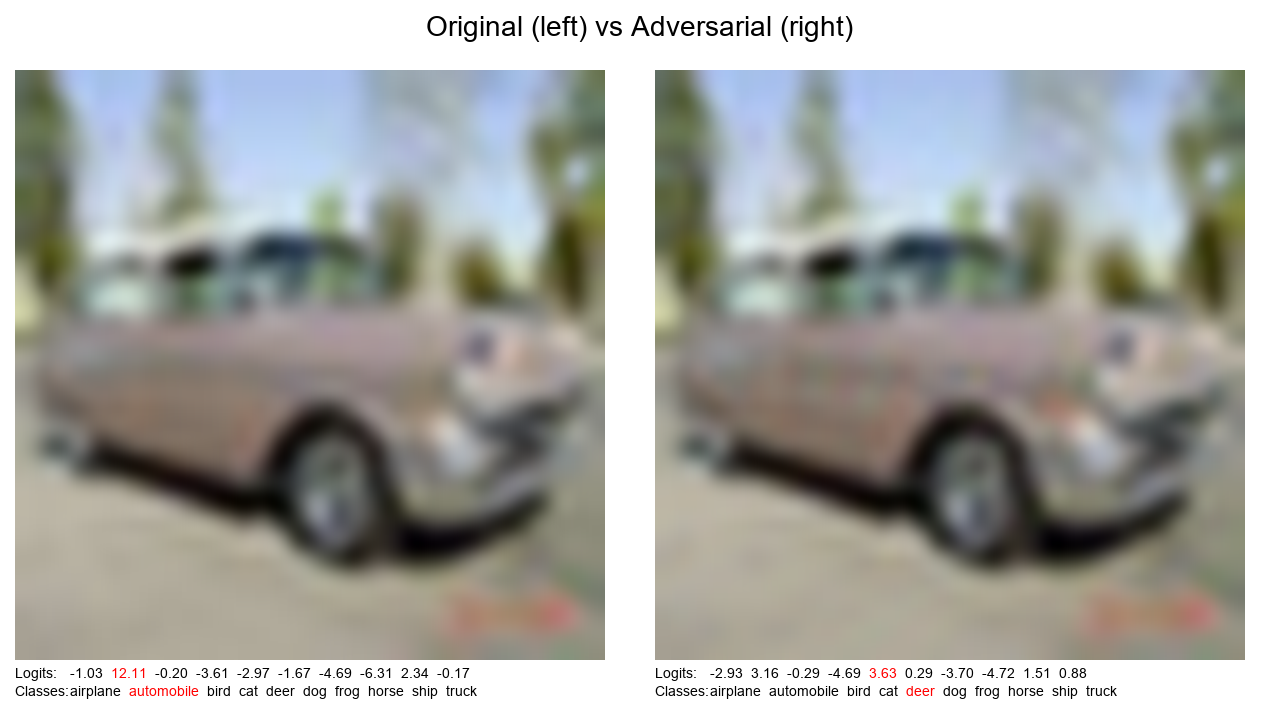 Original (left) vs Adversarial (right)
Logits: -1.03 12.11 -0.20 -3.61 -2.97 -1.67 -4.69 -6.31 2.34 -0.17
Classes: airplane automobile bird cat deer dog frog horse ship truck
Logits: -2.93 3.16 -0.29 -4.69 3.63 0.29 -3.70 -4.72 1.51 0.88
Classes: airplane automobile bird cat deer dog frog horse ship truck